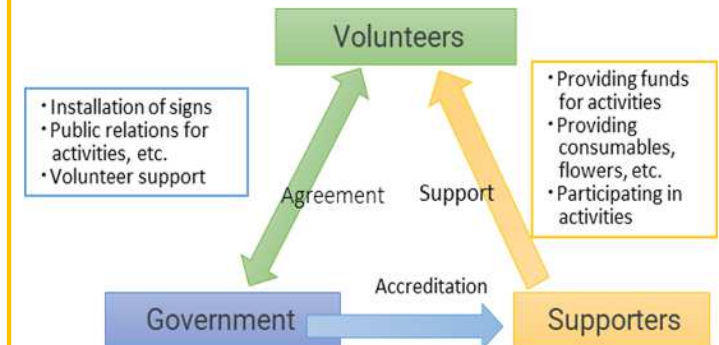 Volunteers
・Installation of signs
・Public relations for
activities, etc.
・Volunteer support
・Providing funds
for activities
・Providing
consumables,
flowers, etc.
・Participating in
activities
Agreement
Support
Accreditation
Government
Supporters